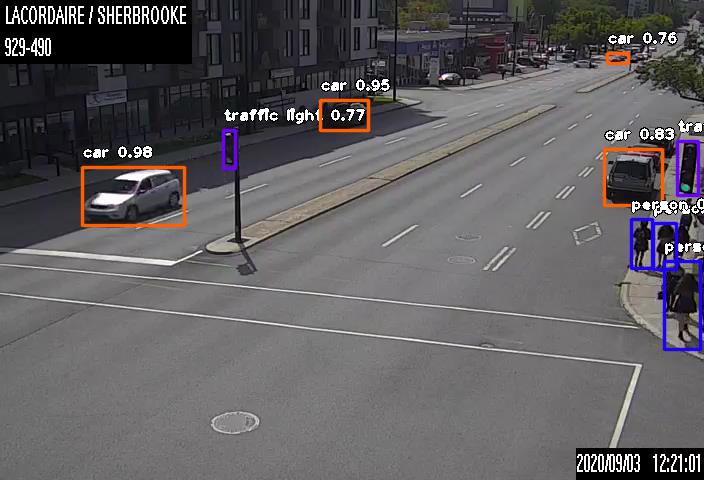 LACORDAIRE / SHERBROOKE
929-490
car 0.76
car 0.95
traffic light 0.77
car 0.83
car 0.98
person
2020/09/03 12:21:01